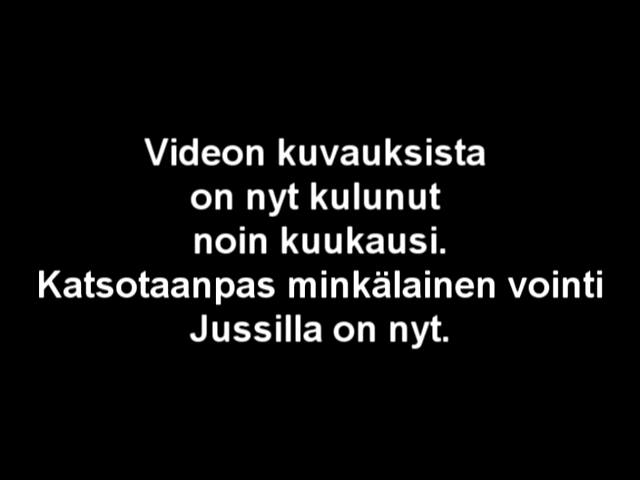 Videon kuvauksista
on nyt kulunut
noin kuukausi.
Katsotaanpas minkälainen vointi
Jussilla on nyt.